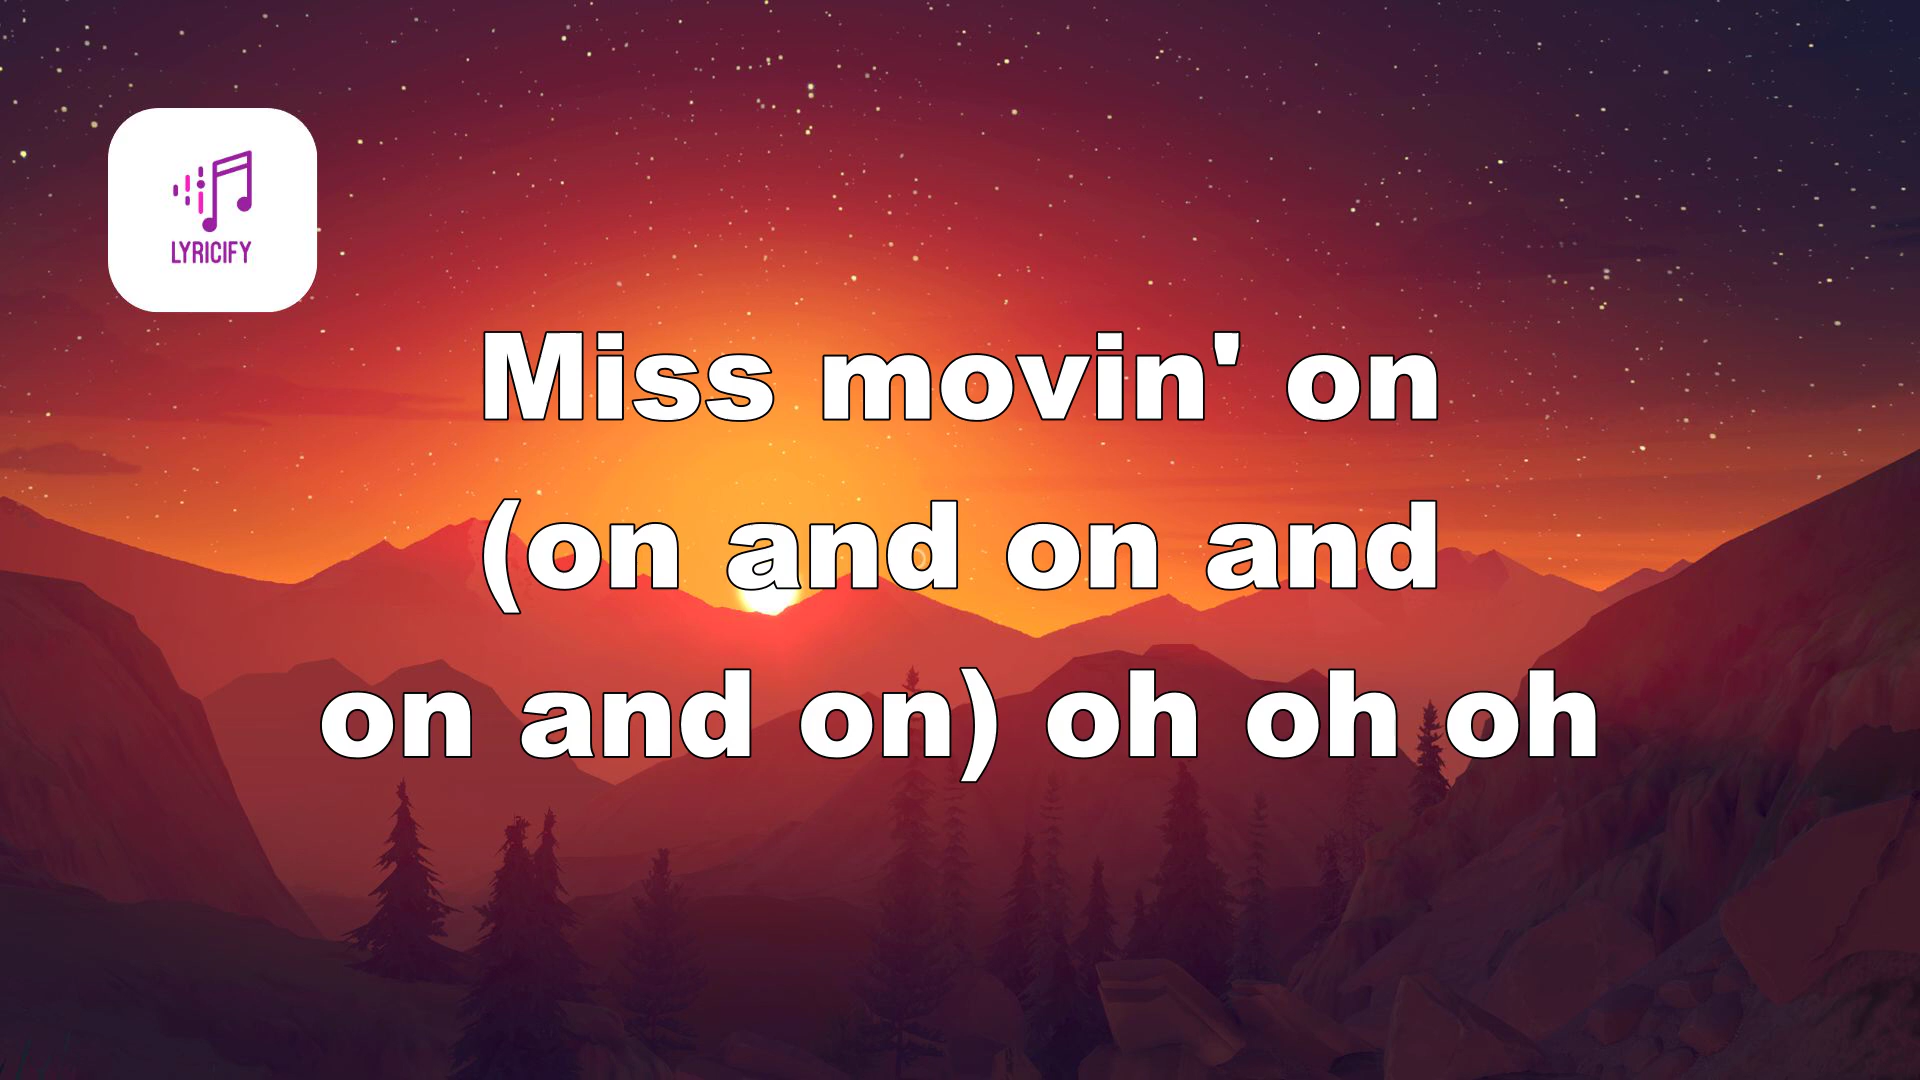 LYRICIFY
Miss movin' on
(on and on and
on and on) oh oh oh